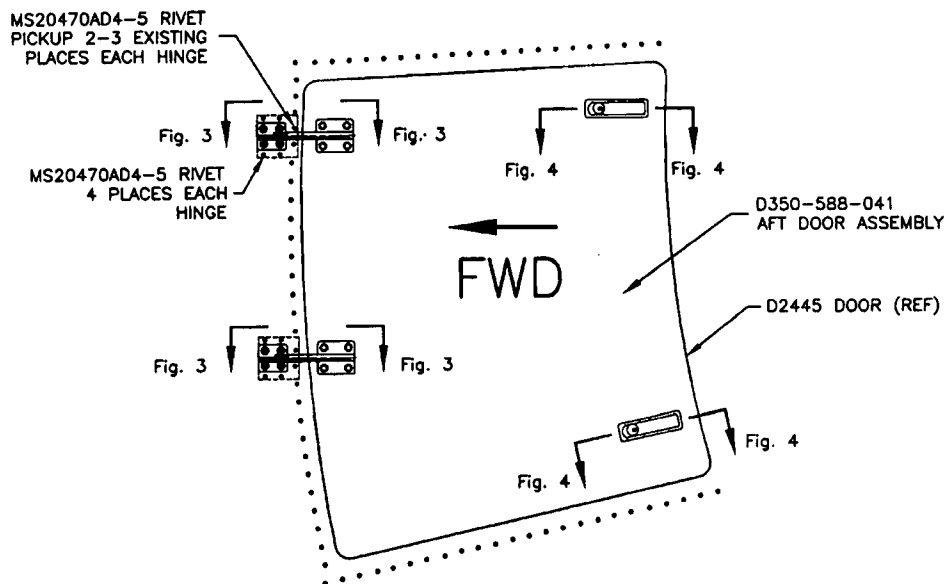 MS20470AD4-5 RIVET
PICKUP 2-3 EXISTING
PLACES EACH HINGE
Fig. 3
Fig. 3
MS20470AD4-5 RIVET
4 PLACES EACH
HINGE
Fig. 4
Fig. 4
D350-588-041
AFT DOOR ASSEMBLY
FWD
D2445 DOOR (REF)
Fig. 3
Fig. 3
Fig. 4
Fig. 4